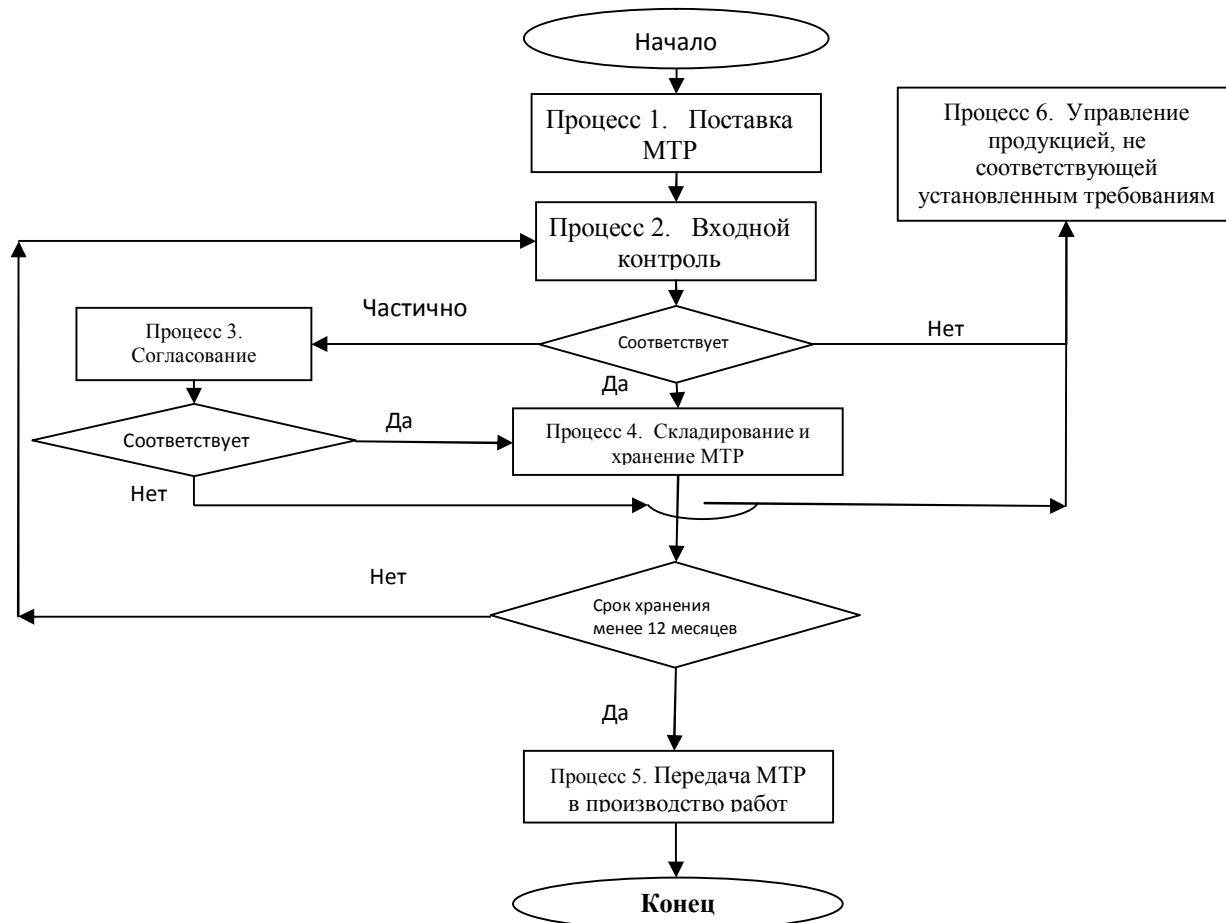 Начало
Процесс 1. Поставка
МТР
Процесс 6. Управление
продукцией, не
соответствующей
установленным требованиям
Процесс 2. Входной
контроль
Частично
Процесс 3.
Согласование
Соответствует
Нет
Да
Соответствует
Да
Процесс 4. Складирование и
хранение МТР
Нет
Нет
Срок хранения
менее 12 месяцев
Да
Процесс 5. Передача МТР
в производство работ
Конец